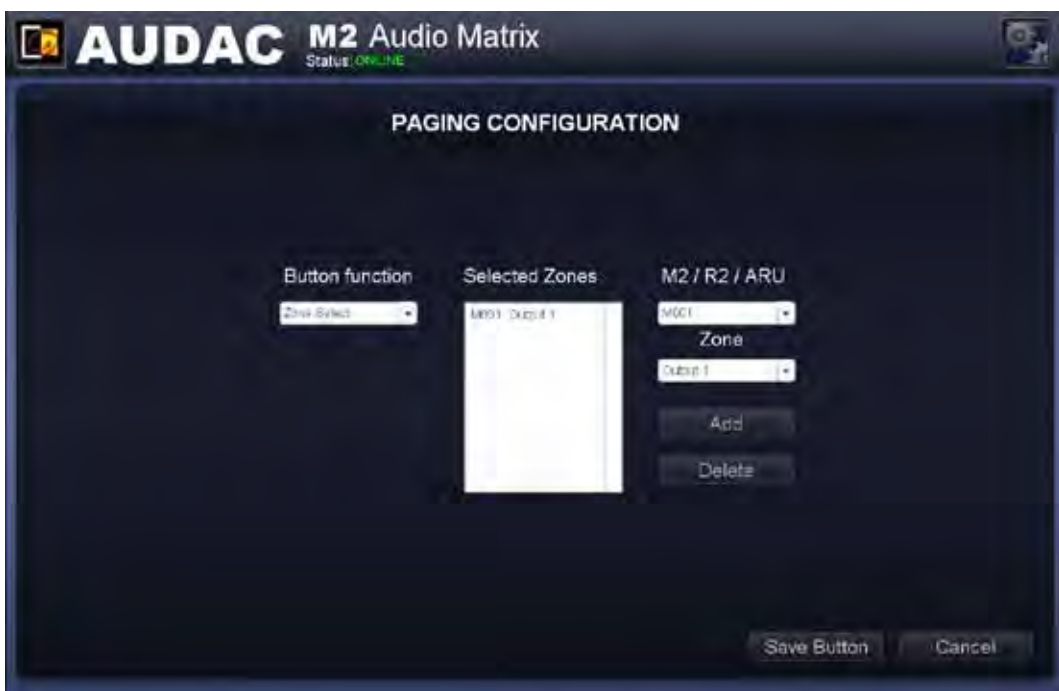 AUDAC M2 Audio Matrix
Status: ONLINE
PAGING CONFIGURATION
Button function
Selected Zones
M2 / R2 / ARU
Zone Select
M001 Output 1
M001
Zone
Output 1
Add
Delete
Save Button
Cancel